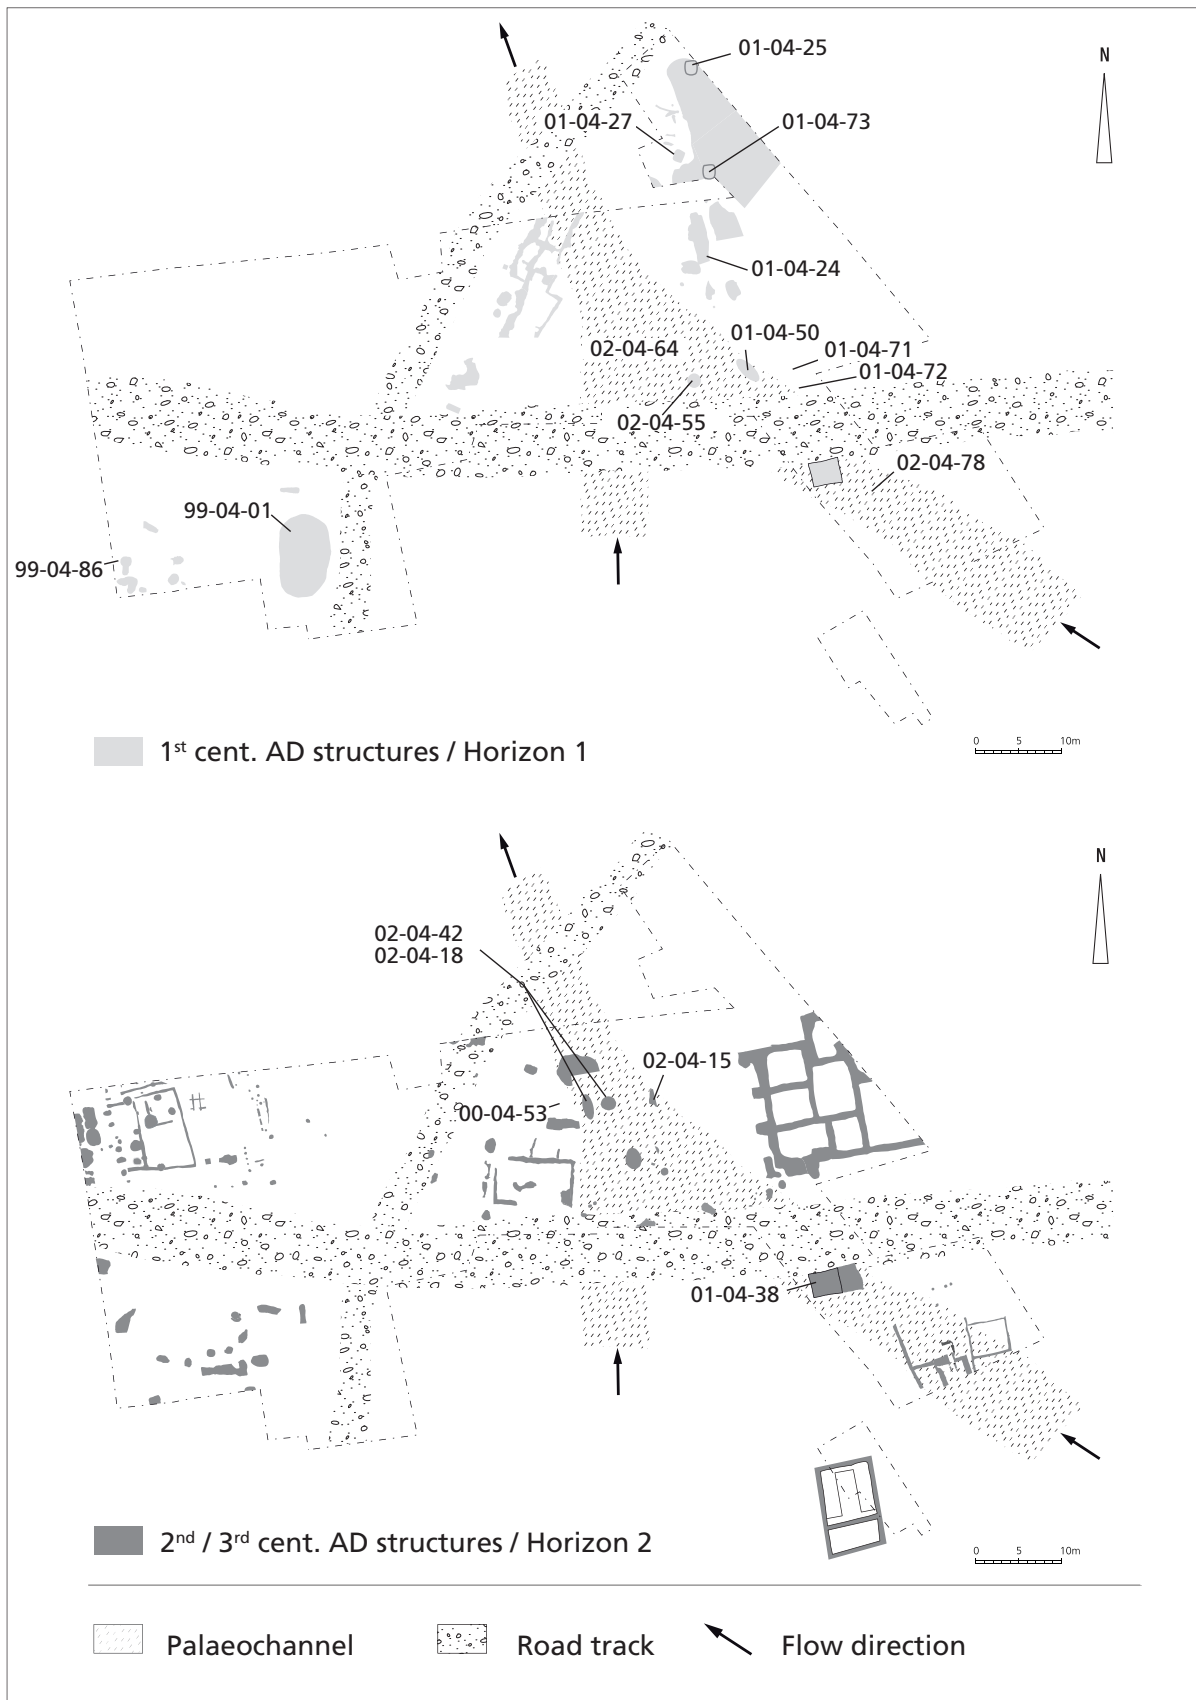 01-04-25
N
01-04-27
01-04-73
01-04-24
01-04-50
02-04-64
01-04-71
01-04-72
02-04-55
02-04-78
99-04-01
99-04-86
1st cent. AD structures / Horizon 1
0 5 10m
N
02-04-42
02-04-18
02-04-15
00-04-53
01-04-38
2nd / 3rd cent. AD structures / Horizon 2
0 5 10m
Palaeochannel
Road track
Flow direction